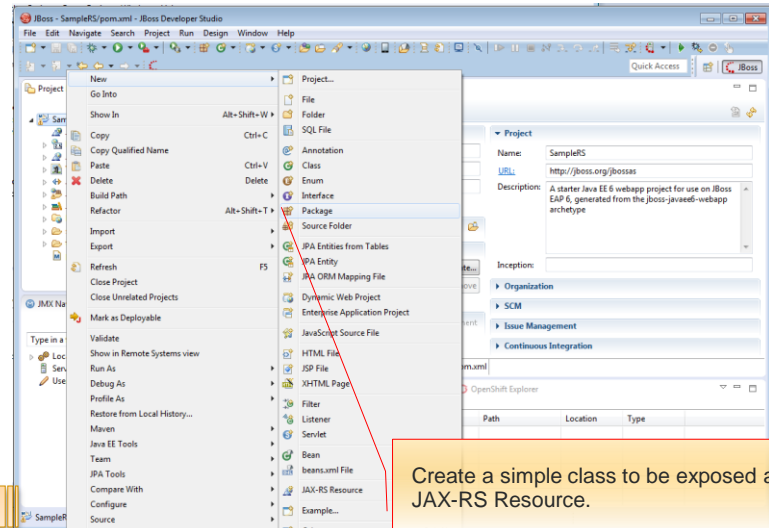 JBoss - SampleRS/pom.xml - JBoss Developer Studio
File Edit Navigate Search Project Run Design Window Help
Quick Access
JBoss
Project
Sam
JMX Na
Type in a
Loc
Serv
Use
SampleR
New
Go Into
Show In Alt+Shift+W
Copy Ctrl+C
Copy Qualified Name
Paste Ctrl+V
Delete Delete
Build Path
Refactor Alt+Shift+T
Import
Export
Refresh F5
Close Project
Close Unrelated Projects
Mark as Deployable
Validate
Show in Remote Systems view
Run As
Debug As
Profile As
Restore from Local History...
Maven
Java EE Tools
Team
JPA Tools
Compare With
Configure
Source
Project...
File
Folder
SQL File
Annotation
Class
Enum
Interface
Package
Source Folder
JPA Entities from Tables
JPA Entity
JPA ORM Mapping File
Dynamic Web Project
Enterprise Application Project
JavaScript Source File
HTML File
JSP File
XHTML Page
Filter
Listener
Servlet
Bean
beans.xml File
JAX-RS Resource
Example...
Project
Name: SampleRS
URL: http://jboss.org/jbossas
Description: A starter Java EE 6 webapp project for use on JBoss
EAP 6, generated from the jboss-javaee6-webapp
archetype
Inception:
Organization
SCM
Issue Management
Continuous Integration
om.xml
OpenShift Explorer
Path Location Type
Create a simple class to be exposed a
JAX-RS Resource.